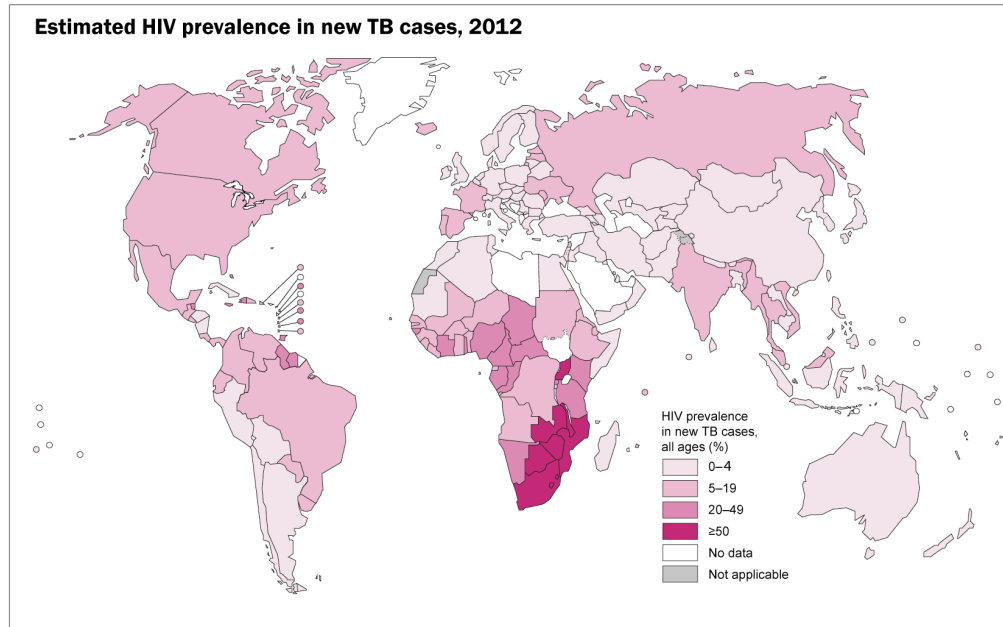 Estimated HIV prevalence in new TB cases, 2012
HIV prevalence
in new TB cases,
all ages (%)
0–4
5–19
20–49
≥50
No data
Not applicable